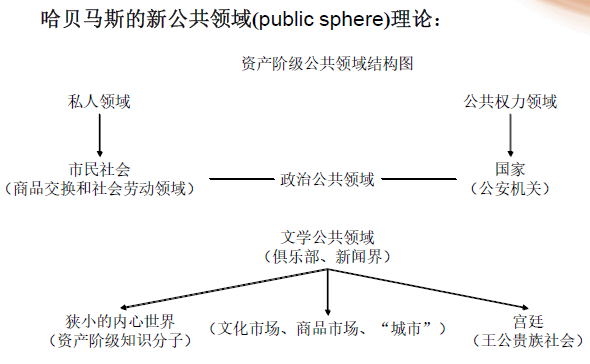 哈贝马斯的新公共领域(public sphere)理论：
资产阶级公共领域结构图
私人领域
公共权力领域
市民社会
（商品交换和社会劳动领域）
政治公共领域
国家
（公安机关）
文学公共领域
（俱乐部、新闻界）
狭小的内心世界
（资产阶级知识分子）
（文化市场、商品市场、“城市”）
宫廷
（王公贵族社会）